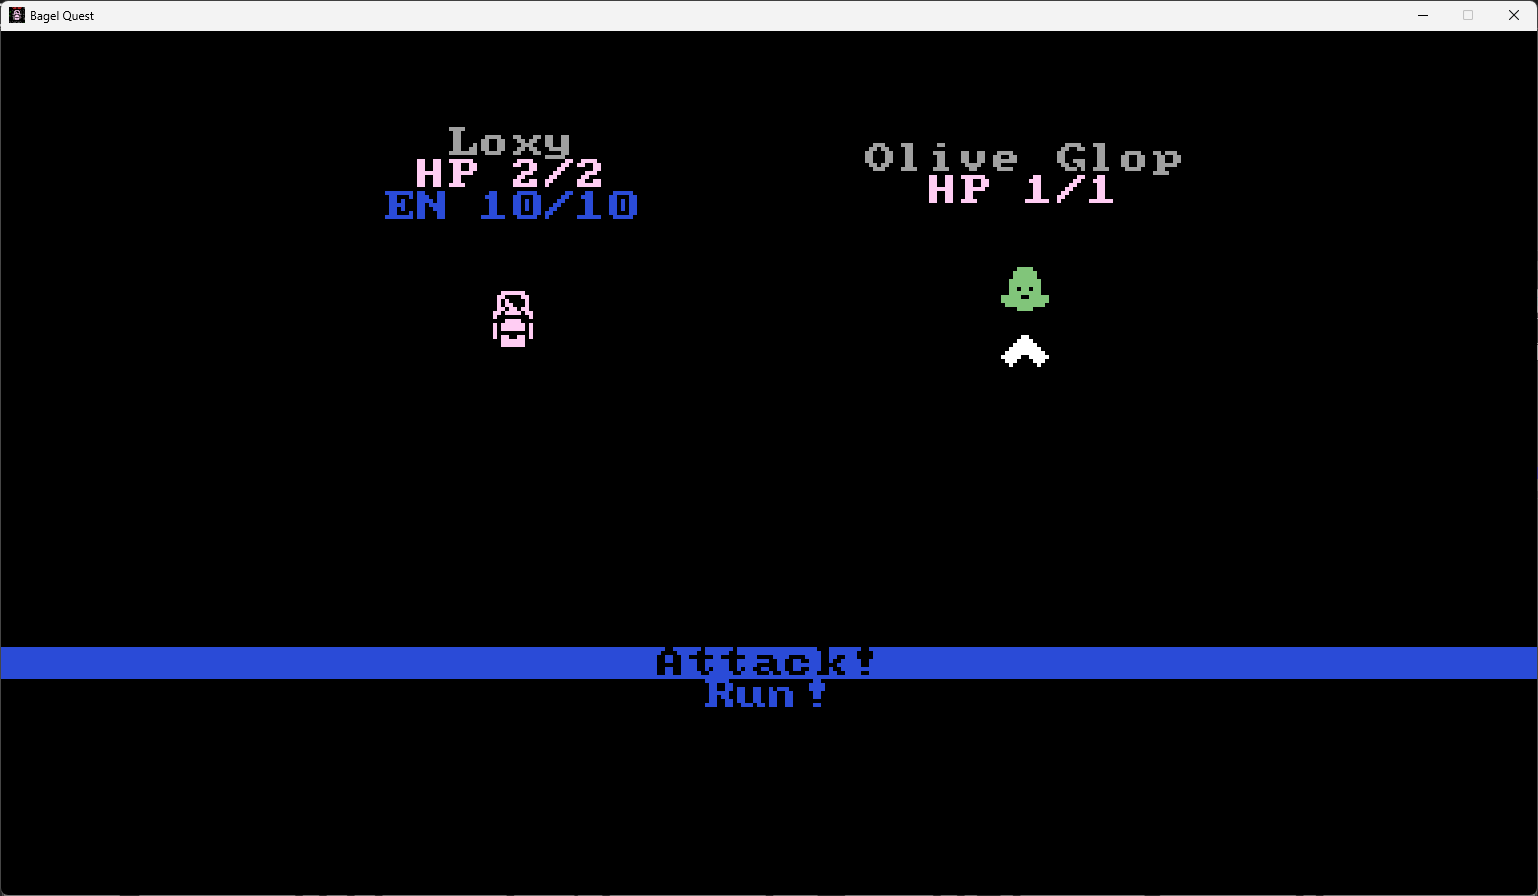 Bagel Quest
Loxy
HP 2/2
EN 10/10
Olive Glop
HP 1/1
Attack!
Run!